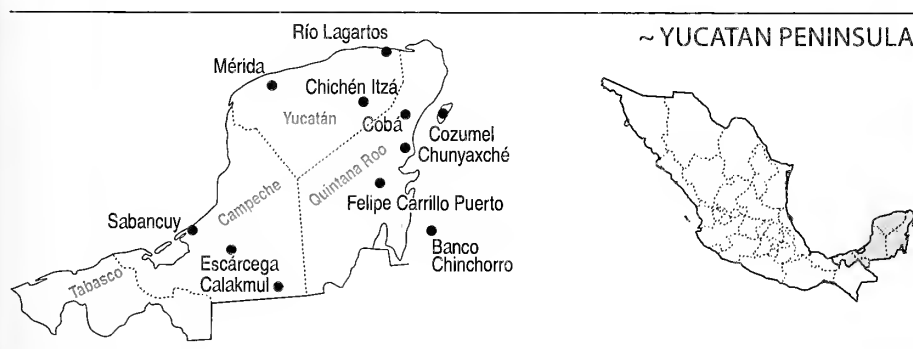 ~ YUCATAN PENINSULA
Río Lagartos
Mérida
Chichén Itzá
Yucatán
Cobá
Cozumel
Chunyaxché
Quintana Roo
Campeche
Felipe Carrillo Puerto
Sabancuy
Banco
Chinchorro
Escárcega
Calakmul
Tabasco